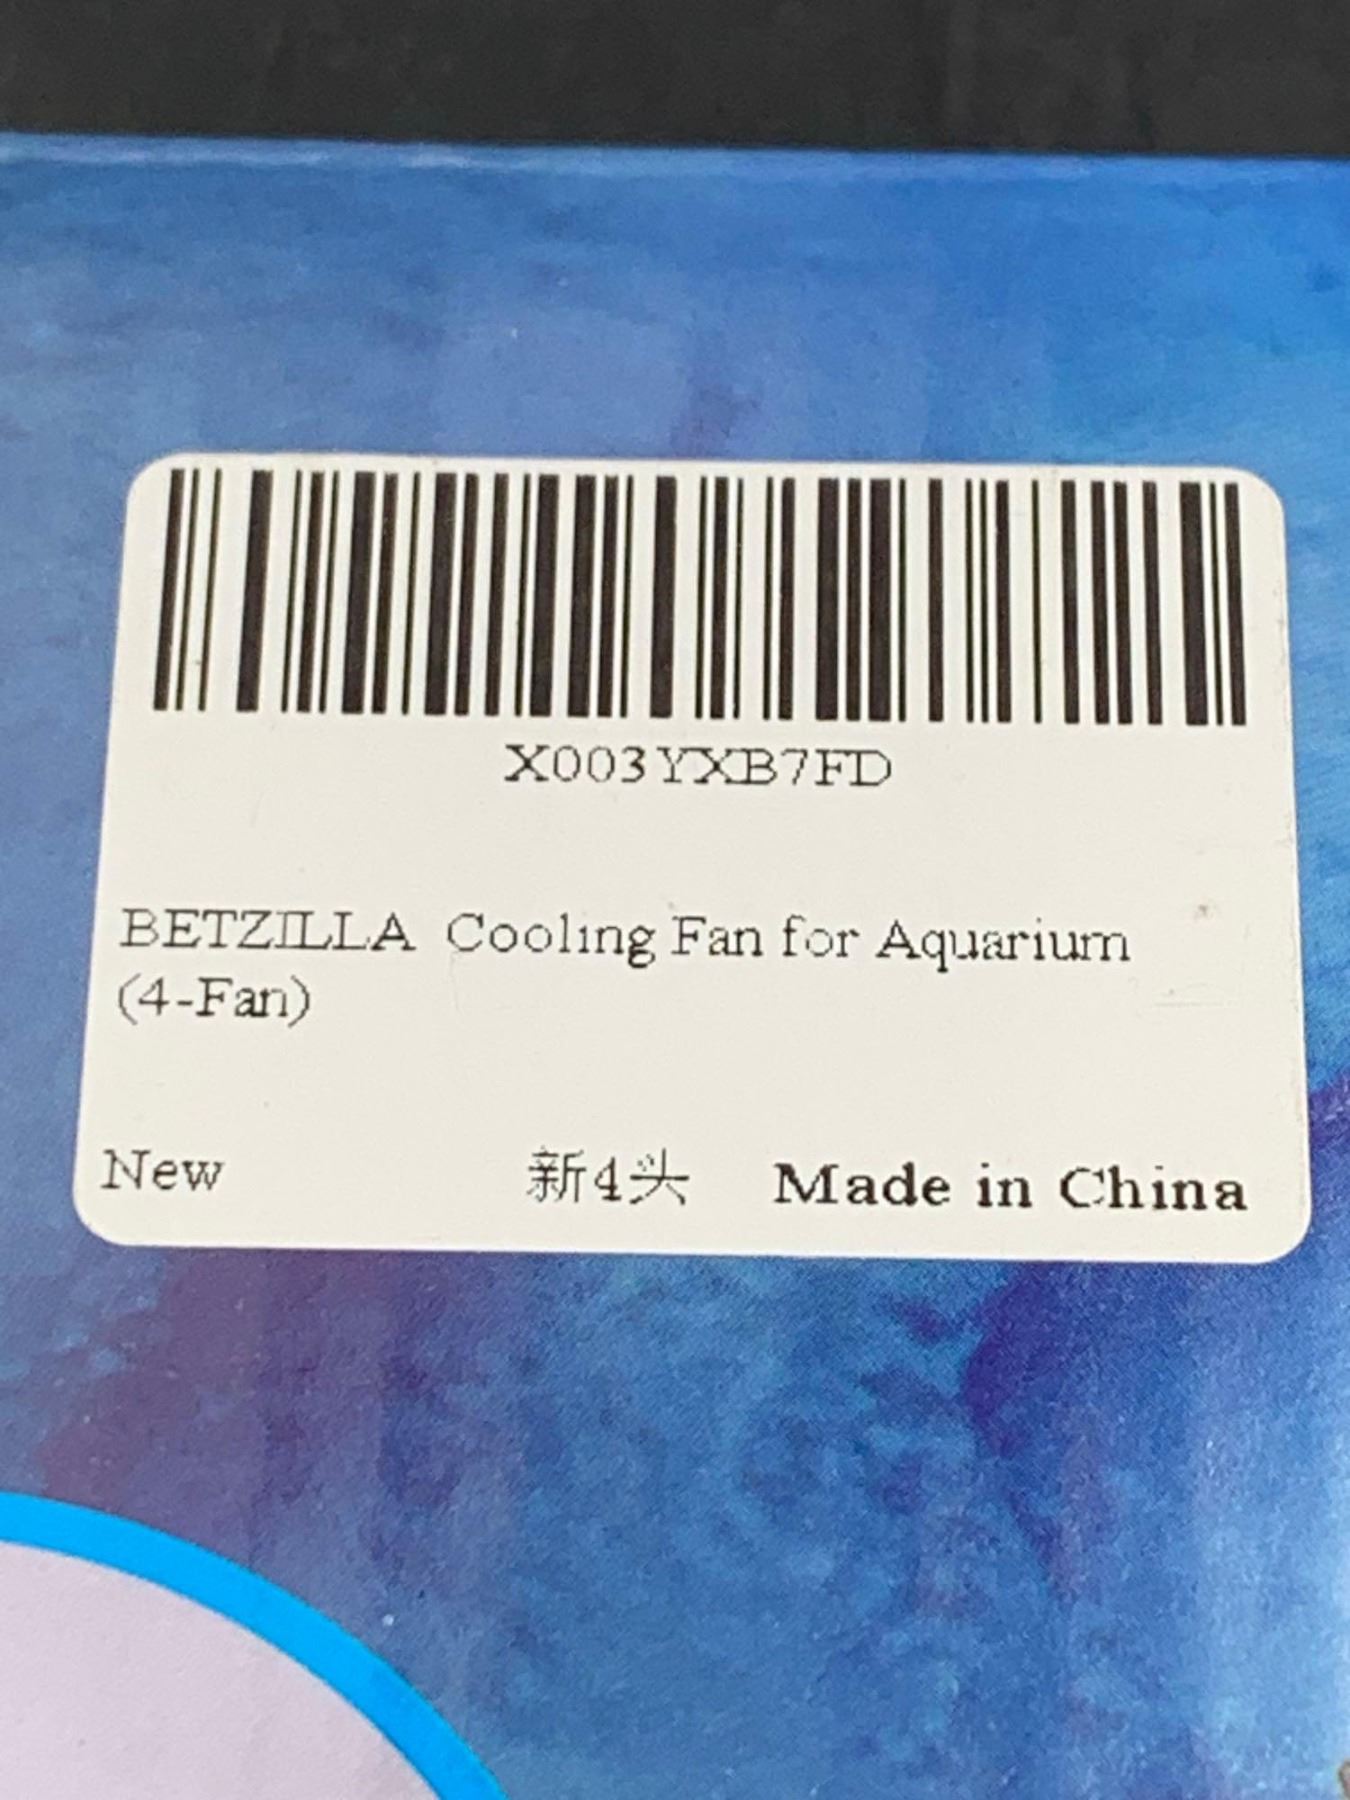 X003YXB7FD
BETZILLA Cooling Fan for Aquarium
(4-Fan)
New 新4头 Made in China